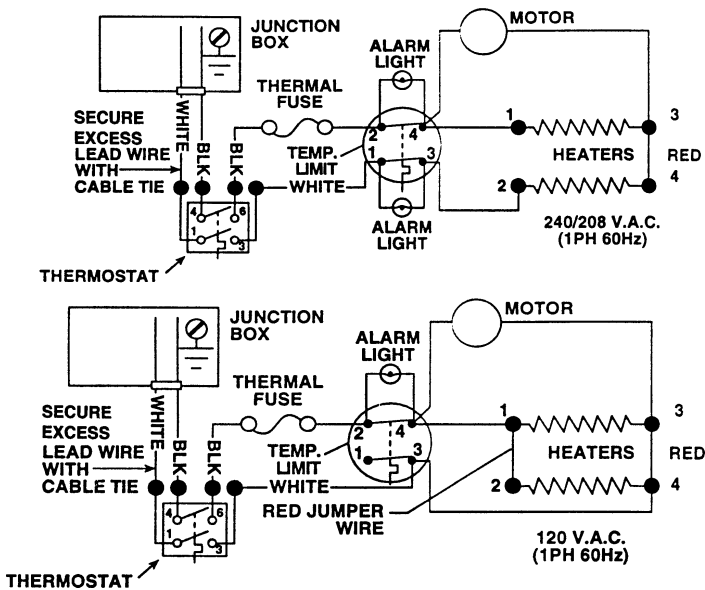 JUNCTION
BOX
MOTOR
ALARM
LIGHT
THERMAL
FUSE
SECURE
EXCESS
LEAD WIRE
WITH
CABLE TIE
WHITE
BLK
BLK
2
4
1
3
TEMP.
LIMIT
WHITE
1
3
HEATERS
RED
2
4
ALARM
LIGHT
240/208 V.A.C.
(1PH 60Hz)
4
6
1
3
THERMOSTAT
JUNCTION
BOX
MOTOR
ALARM
LIGHT
THERMAL
FUSE
SECURE
EXCESS
LEAD WIRE
WITH
CABLE TIE
WHITE
BLK
BLK
2
4
1
3
TEMP.
LIMIT
WHITE
1
3
HEATERS
RED
2
4
RED JUMPER
WIRE
120 V.A.C.
(1PH 60Hz)
4
6
1
3
THERMOSTAT